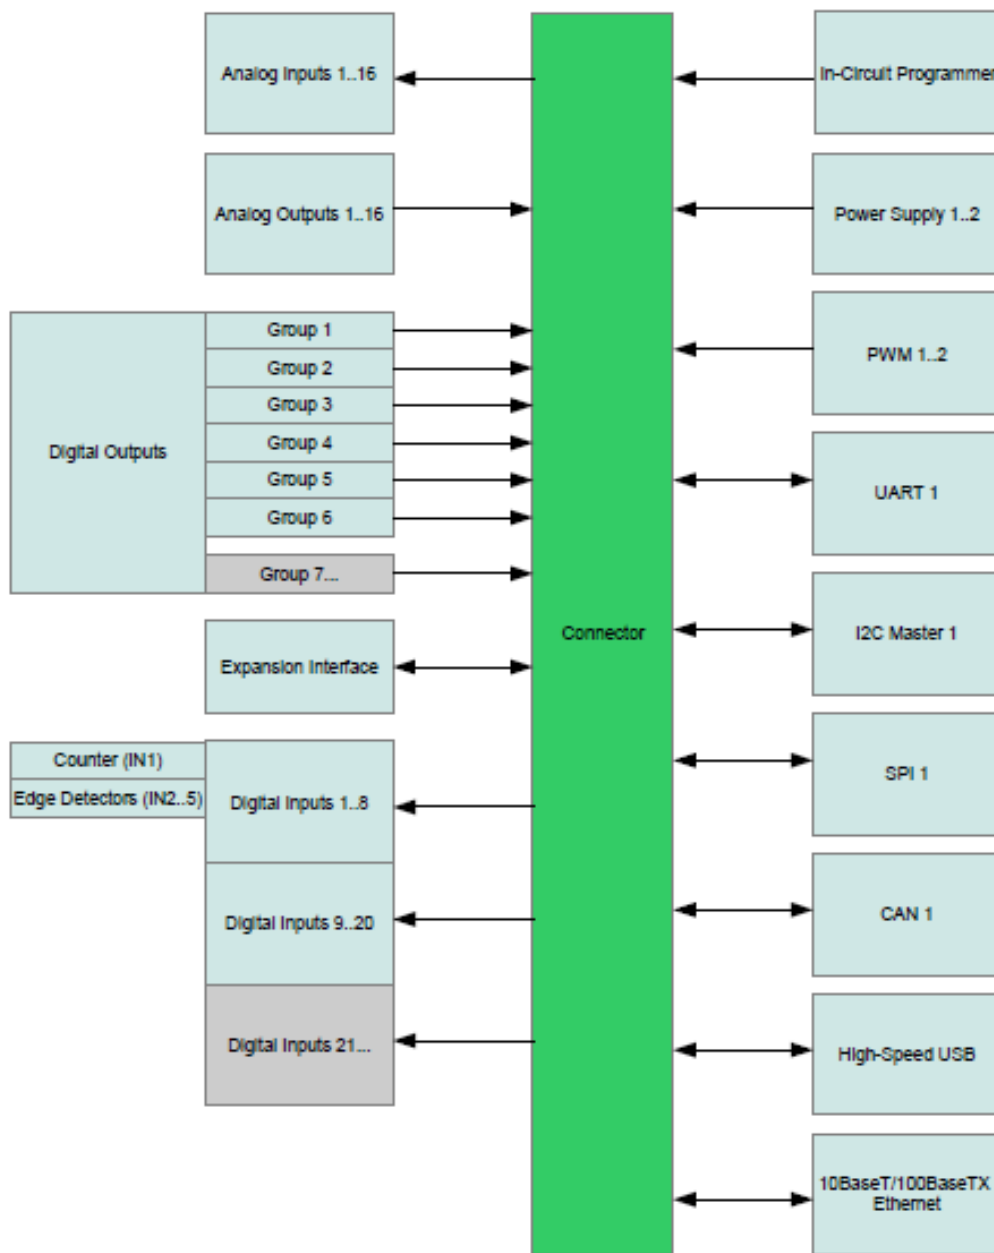 Analog Inputs 1..16
Analog Outputs 1..16
Digital Outputs
Group 1
Group 2
Group 3
Group 4
Group 5
Group 6
Group 7...
Expansion Interface
Counter (IN1)
Edge Detectors (IN2..5)
Digital Inputs 1..8
Digital Inputs 9..20
Digital Inputs 21...
Connector
In-Circuit Programmer
Power Supply 1..2
PWM 1..2
UART 1
I2C Master 1
SPI 1
CAN 1
High-Speed USB
10BaseT/100BaseTX
Ethernet